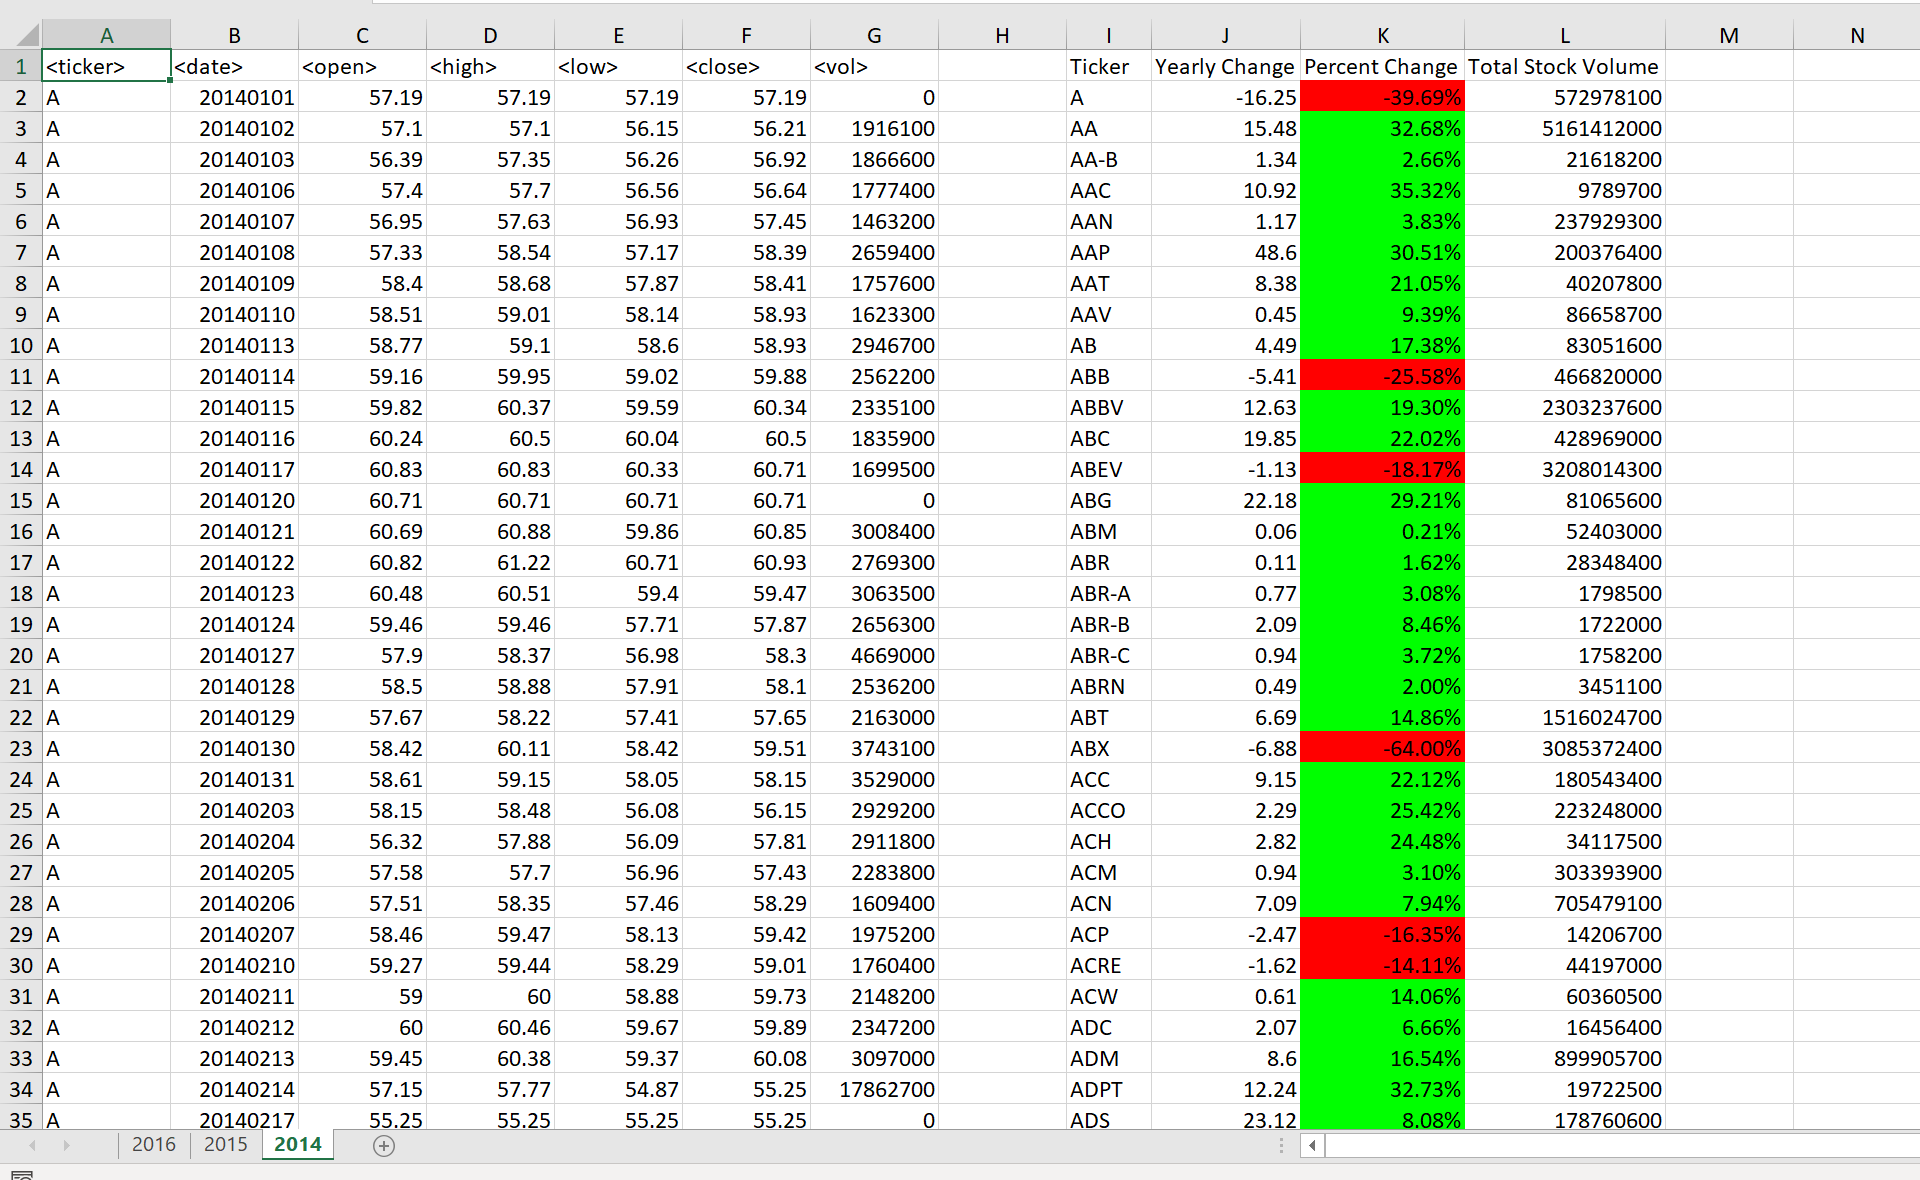 A B C D E F G H I J K L M N
1 <ticker> <date> <open> <high> <low> <close> <vol> Ticker Yearly Change Percent Change Total Stock Volume
2 A 20140101 57.19 57.19 57.19 57.19 0 A -16.25 -39.69% 572978100
3 A 20140102 57.1 57.1 56.15 56.21 1916100 AA 15.48 32.68% 5161412000
4 A 20140103 56.39 57.35 56.26 56.92 1866600 AA-B 1.34 2.66% 21618200
5 A 20140106 57.4 57.7 56.56 56.64 1777400 AAC 10.92 35.32% 9789700
6 A 20140107 56.95 57.63 56.93 57.45 1463200 AAN 1.17 3.83% 237929300
7 A 20140108 57.33 58.54 57.17 58.39 2659400 AAP 48.6 30.51% 200376400
8 A 20140109 58.4 58.68 57.87 58.41 1757600 AAT 8.38 21.05% 40207800
9 A 20140110 58.51 59.01 58.14 58.93 1623300 AAV 0.45 9.39% 86658700
10 A 20140113 58.77 59.1 58.6 58.93 2946700 AB 4.49 17.38% 83051600
11 A 20140114 59.16 59.95 59.02 59.88 2562200 ABB -5.41 -25.58% 466820000
12 A 20140115 59.82 60.37 59.59 60.34 2335100 ABBV 12.63 19.30% 2303237600
13 A 20140116 60.24 60.5 60.04 60.5 1835900 ABC 19.85 22.02% 428969000
14 A 20140117 60.83 60.83 60.33 60.71 1699500 ABEV -1.13 -18.17% 3208014300
15 A 20140120 60.71 60.71 60.71 60.71 0 ABG 22.18 29.21% 81065600
16 A 20140121 60.69 60.88 59.86 60.85 3008400 ABM 0.06 0.21% 52403000
17 A 20140122 60.82 61.22 60.71 60.93 2769300 ABR 0.11 1.62% 28348400
18 A 20140123 60.48 60.51 59.4 59.47 3063500 ABR-A 0.77 3.08% 1798500
19 A 20140124 59.46 59.46 57.71 57.87 2656300 ABR-B 2.09 8.46% 1722000
20 A 20140127 57.9 58.37 56.98 58.3 4669000 ABR-C 0.94 3.72% 1758200
21 A 20140128 58.5 58.88 57.91 58.1 2536200 ABRN 0.49 2.00% 3451100
22 A 20140129 57.67 58.22 57.41 57.65 2163000 ABT 6.69 14.86% 1516024700
23 A 20140130 58.42 60.11 58.42 59.51 3743100 ABX -6.88 -64.00% 3085372400
24 A 20140131 58.61 59.15 58.05 58.15 3529000 ACC 9.15 22.12% 180543400
25 A 20140203 58.15 58.48 56.08 56.15 2929200 ACCO 2.29 25.42% 223248000
26 A 20140204 56.32 57.88 56.09 57.81 2911800 ACH 2.82 24.48% 34117500
27 A 20140205 57.58 57.7 56.96 57.43 2283800 ACM 0.94 3.10% 303393900
28 A 20140206 57.51 58.35 57.46 58.29 1609400 ACN 7.09 7.94% 705479100
29 A 20140207 58.46 59.47 58.13 59.42 1975200 ACP -2.47 -16.35% 14206700
30 A 20140210 59.27 59.44 58.29 59.01 1760400 ACRE -1.62 -14.11% 44197000
31 A 20140211 59 60 58.88 59.73 2148200 ACW 0.61 14.06% 60360500
32 A 20140212 60 60.46 59.67 59.89 2347200 ADC 2.07 6.66% 16456400
33 A 20140213 59.45 60.38 59.37 60.08 3097000 ADM 8.6 16.54% 899905700
34 A 20140214 57.15 57.77 54.87 55.25 17862700 ADPT 12.24 32.73% 19722500
35 A 20140217 55.25 55.25 55.25 55.25 0 ADS 23.12 8.08% 178760600
2016 2015 2014